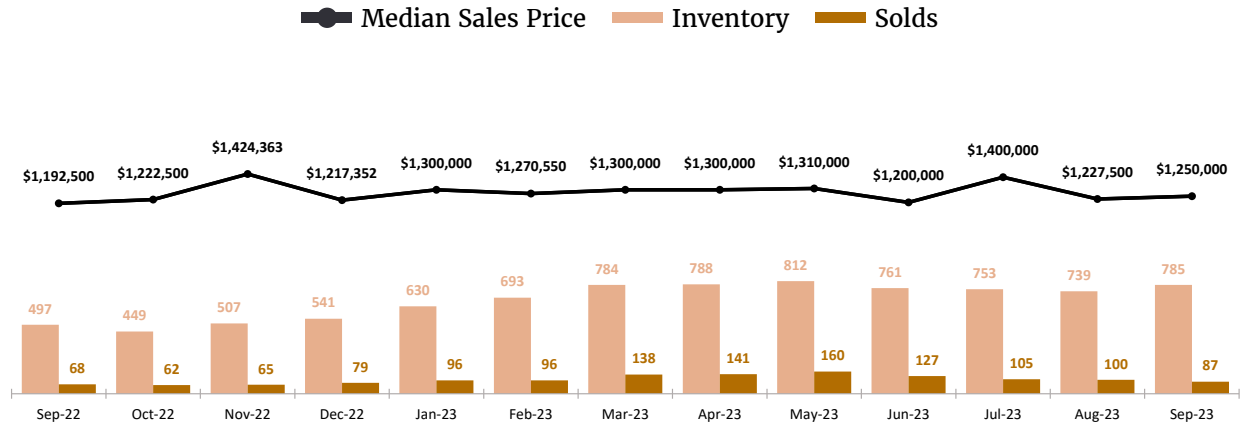 Median Sales Price Inventory Solds
$1,192,500 $1,222,500 $1,424,363 $1,217,352 $1,300,000 $1,270,550 $1,300,000 $1,300,000 $1,310,000 $1,200,000 $1,400,000 $1,227,500 $1,250,000
497 449 507 541 630 693 784 788 812 761 753 739 785
68 62 65 79 96 96 138 141 160 127 105 100 87
Sep-22 Oct-22 Nov-22 Dec-22 Jan-23 Feb-23 Mar-23 Apr-23 May-23 Jun-23 Jul-23 Aug-23 Sep-23